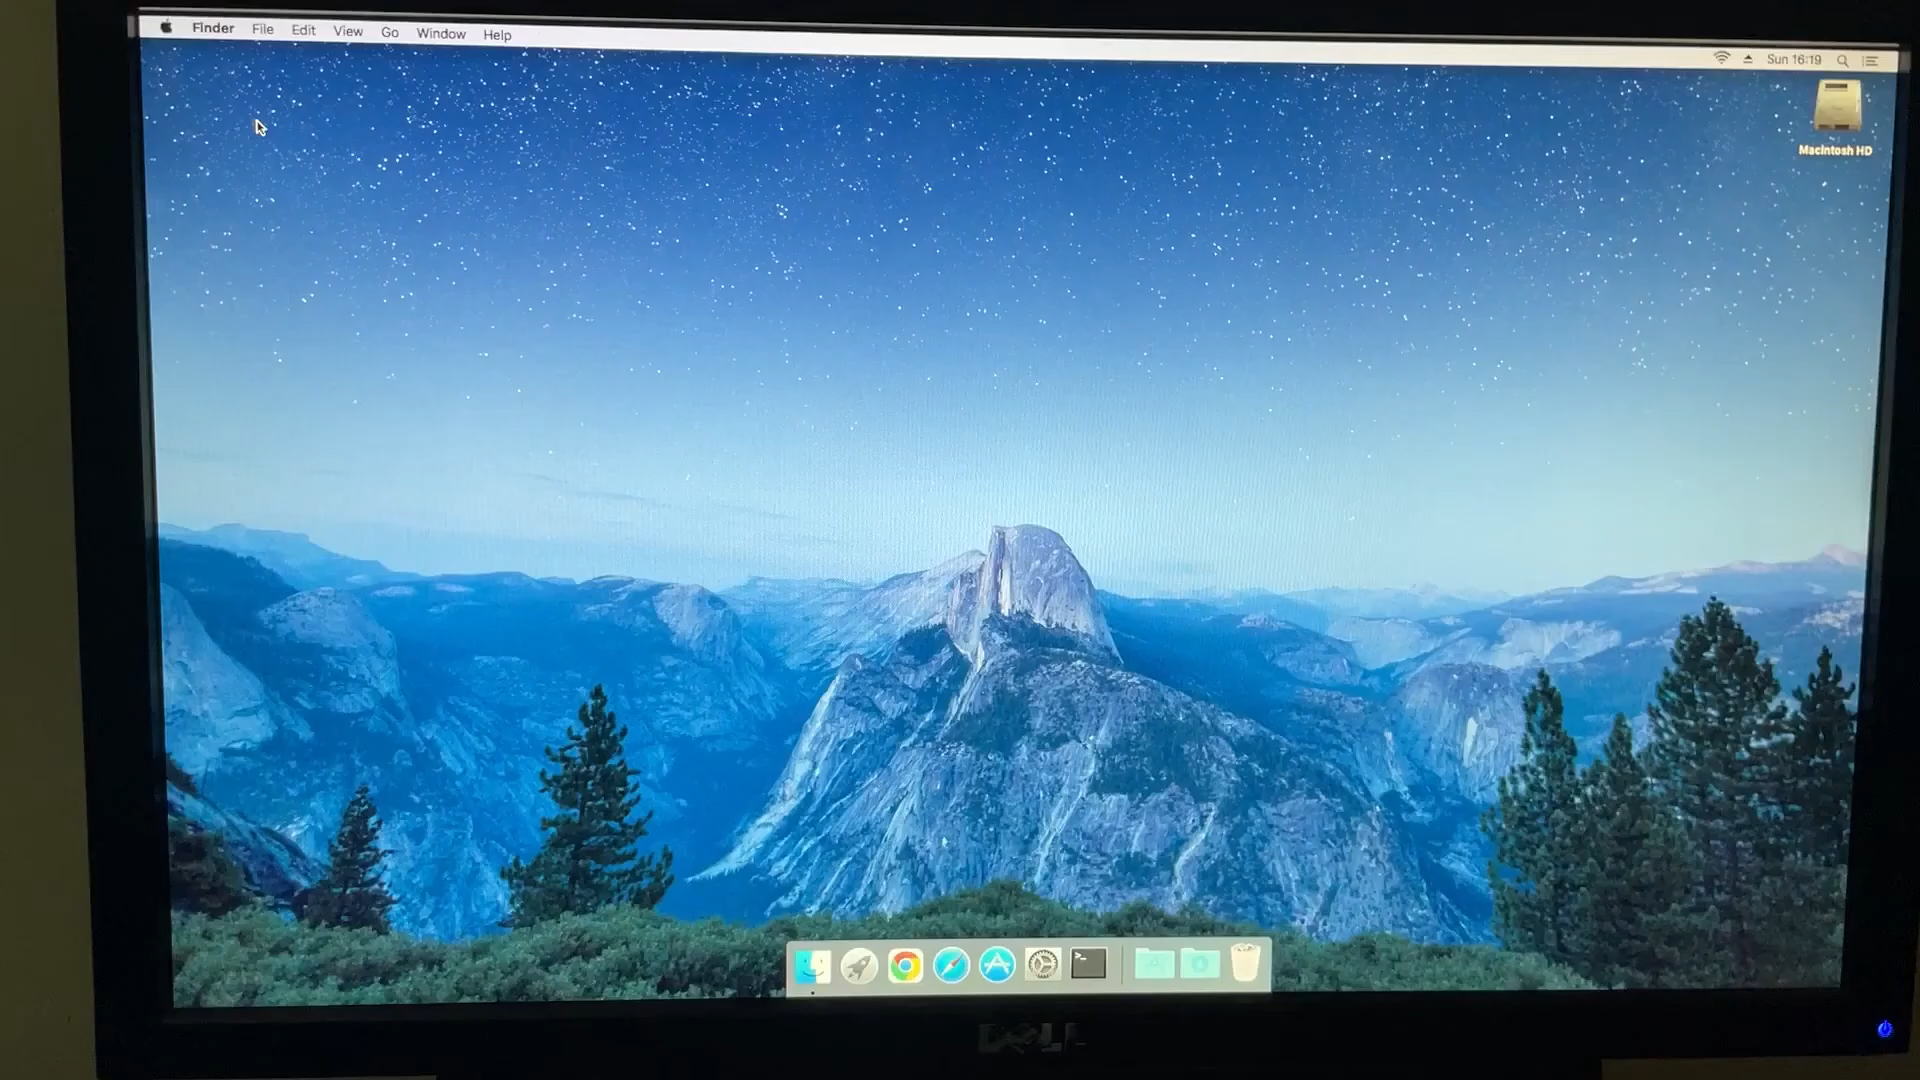 Finder File Edit View Go Window Help
Sun 16:19
Macintosh HD
>_
DELL